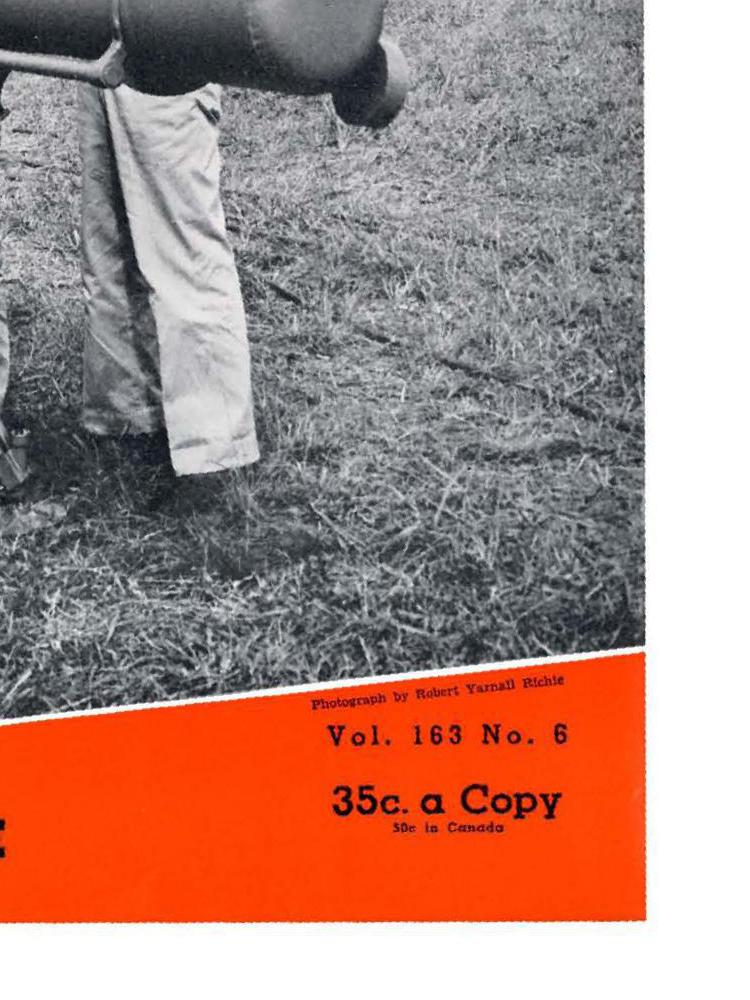 Photograph by Robert Yarnall Richie
Vol. 163 No. 6
35c. a Copy
50c in Canada
E